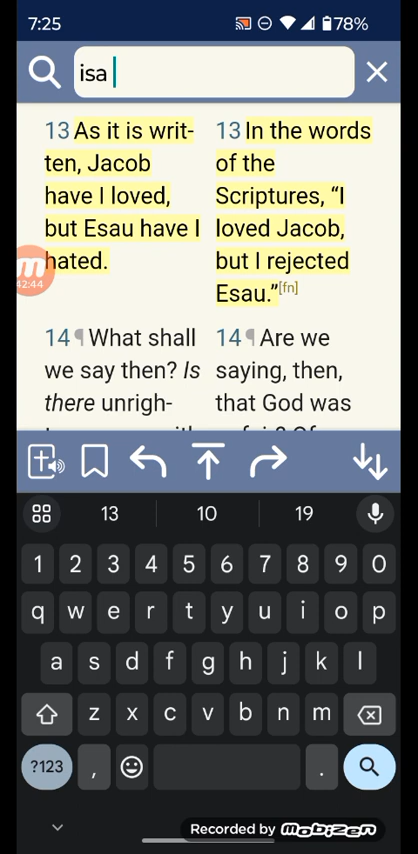 7:25
78%
isa
13 As it is writ-
ten, Jacob
have I loved,
but Esau have I
hated.
13 In the words
of the
Scriptures, “I
loved Jacob,
but I rejected
Esau.”[fn]
42:44
14 ¶ What shall
we say then? Is
there unrigh-
14 ¶ Are we
saying, then,
that God was
13 10 19
1 2 3 4 5 6 7 8 9 0
q w e r t y u i o p
a s d f g h j k l
z x c v b n m
?123 , .
Recorded by mobizen